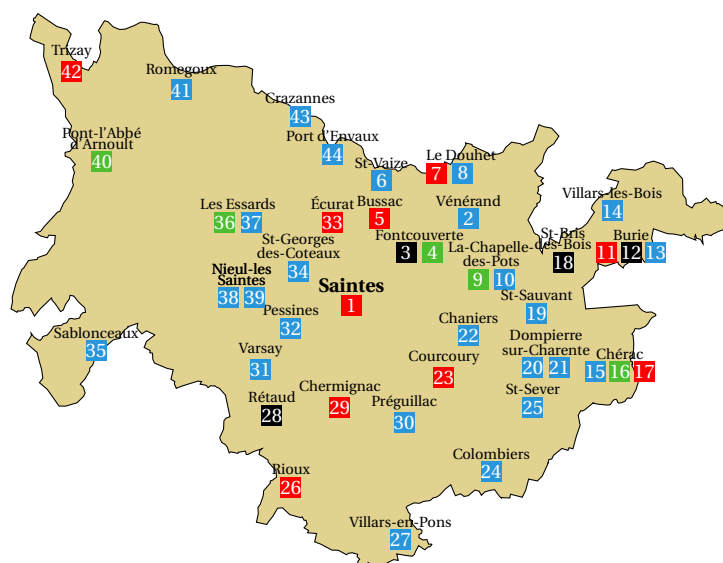 Trizay
42
Romegoux
41
Crazannes
43
Port d'Envaux
44
Pont-l'Abbé
d'Arnoult
40
St-Vaize
6
Le Douhet
7 8
Villars-les-Bois
14
Les Essards
36 37
Écurat
33
Bussac
5
Vénérand
2
St-Georges
des-Coteaux
34
Fontcouverte
3 4
La-Chapelle-
des-Pots
9 10
St-Bris
des-Bois
18
Burie
11 12 13
Nieul-les
Saintes
38 39
Saintes
1
St-Sauvant
19
Pessines
32
Chaniers
22
Sablonceaux
35
Varsay
31
Courcoury
23
Dompierre
sur-Charente
20 21
Chérac
15 16 17
Rétaud
28
Chermignac
29
Préguillac
30
St-Sever
25
Colombiers
24
Rioux
26
Villars-en-Pons
27